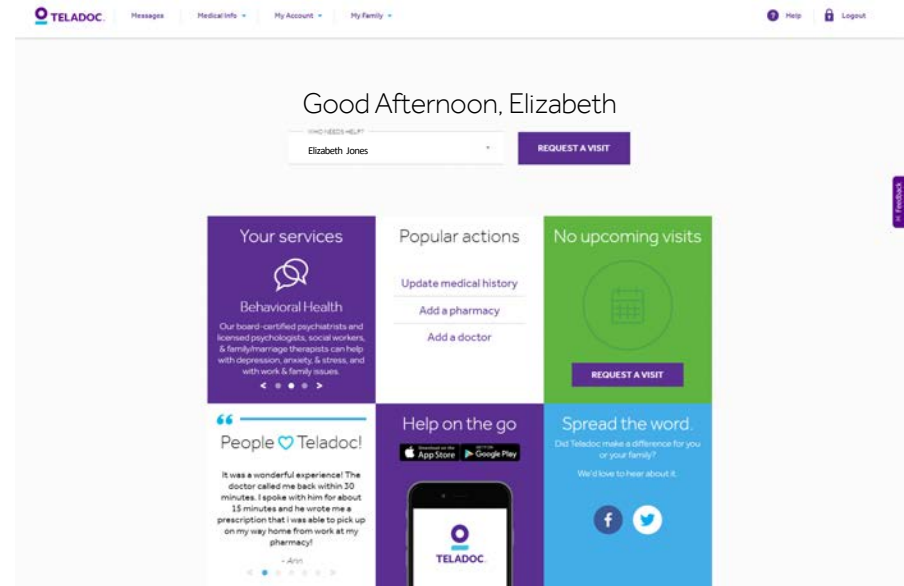 TELADOC.
Messages
Medical Info
My Account
My Family
? Help
Logout
Good Afternoon, Elizabeth
WHO NEEDS HELP?
Elizabeth Jones
REQUEST A VISIT
Feedback
Your services
Behavioral Health
Our board-certified psychiatrists and
licensed psychologists, social workers,
& family/marriage therapists can help
with depression, anxiety, & stress, and
with work & family issues.
< >
Popular actions
Update medical history
Add a pharmacy
Add a doctor
No upcoming visits
REQUEST A VISIT
“
People Teladoc!
It was a wonderful experience! The
doctor called me back within 30
minutes. I spoke with him for about
15 minutes and he wrote me a
prescription that i was able to pick up
on my way home from work at my
pharmacy!
- Ann
< >
Help on the go
Download on the
App Store
GET IT ON
Google Play
TELADOC.
Spread the word.
Did Teladoc make a difference for you
or your family?
We'd love to hear about it.
f